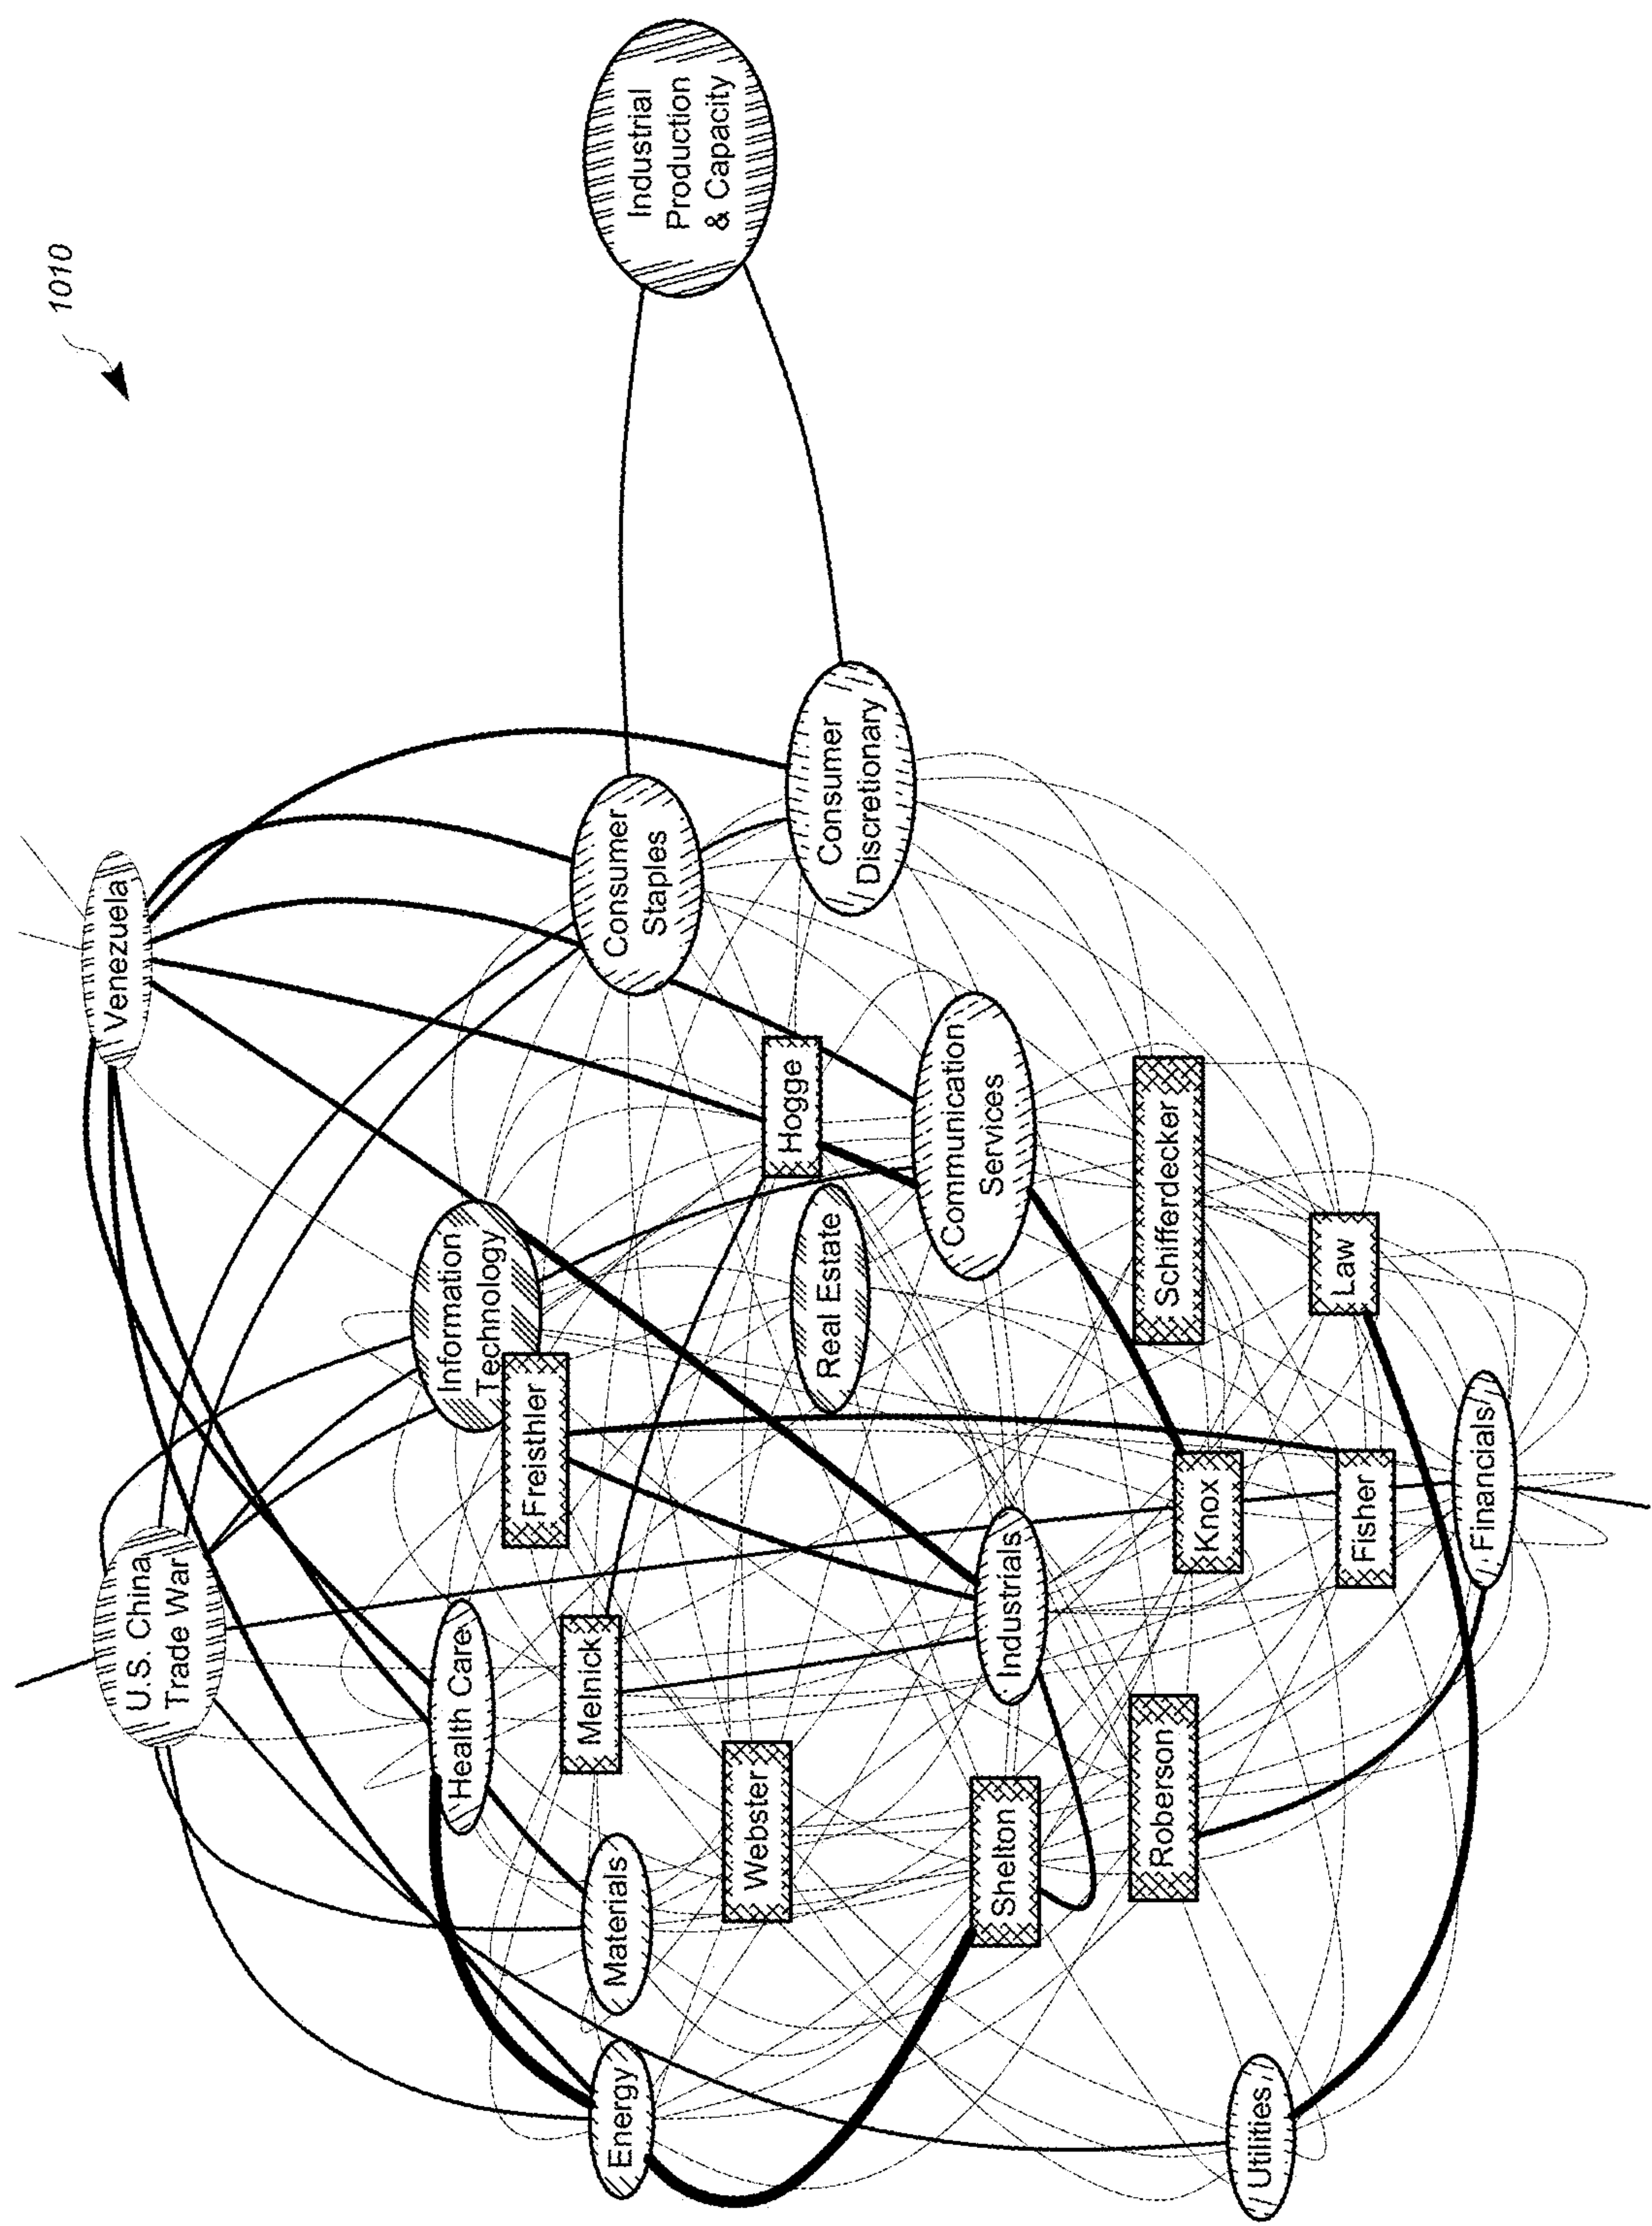 1010
Venezuela
U.S. China
Trade War
Industrial
Production
& Capacity
Consumer
Staples
Consumer
Discretionary
Information
Technology
Freisthler
Health Care
Melnick
Materials
Energy
Webster
Hogge
Real Estate
Communication
Services
Industrials
Shelton
Schifferdecker
Knox
Roberson
Law
Fisher
Financials
Utilities